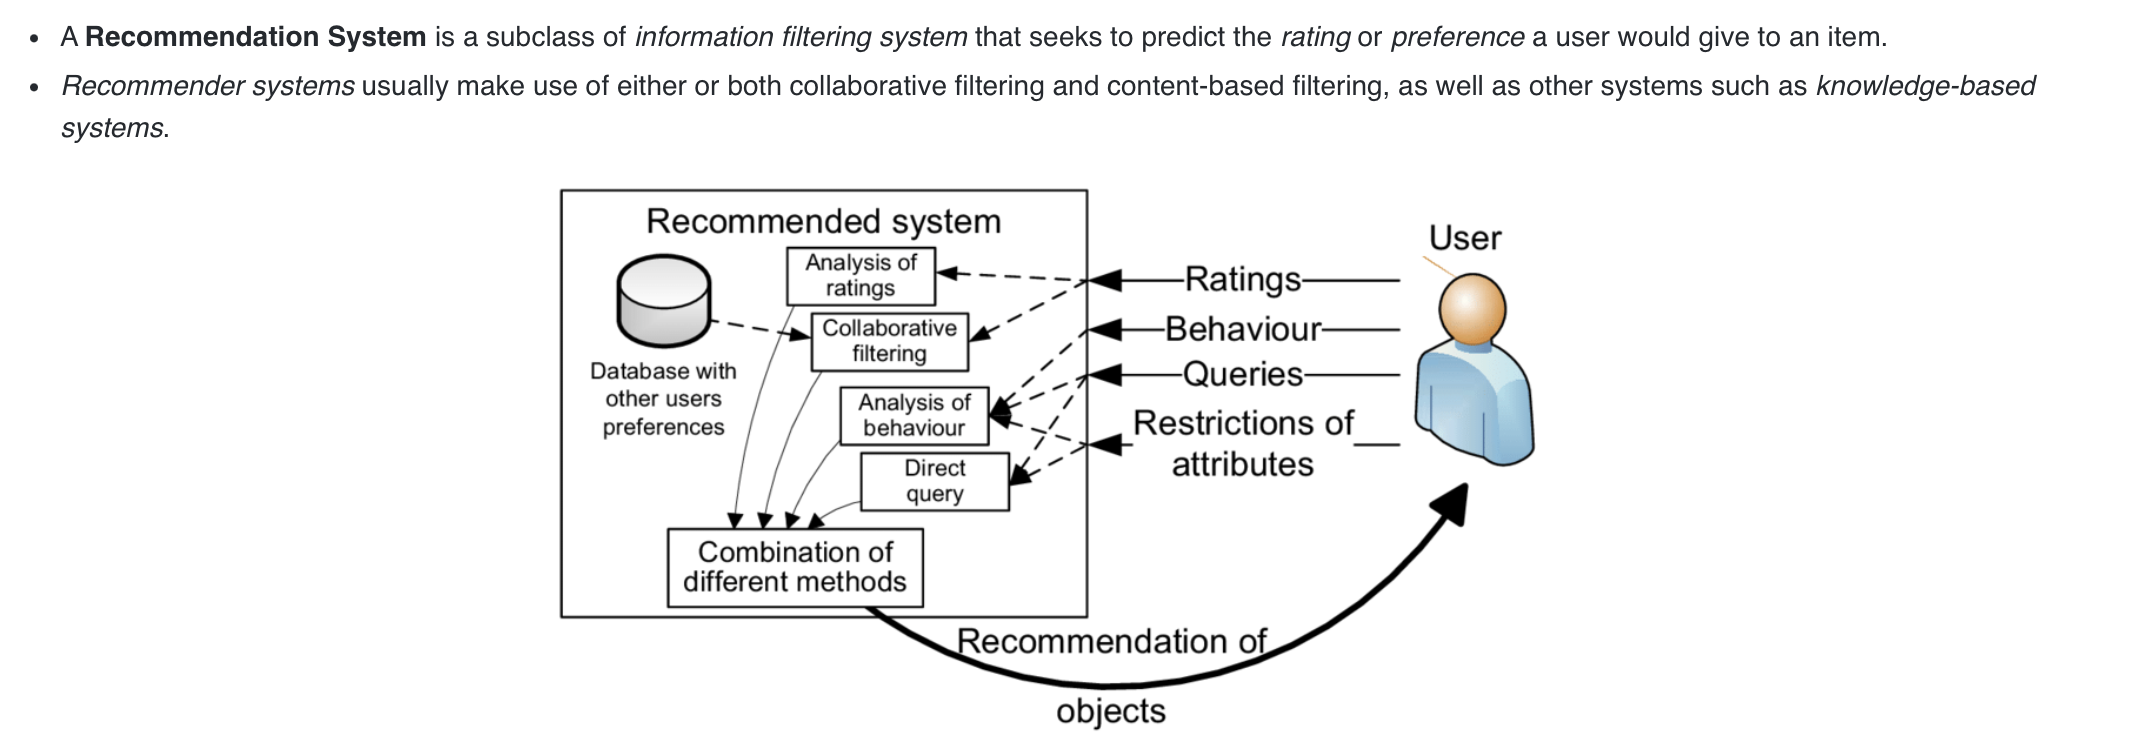 A Recommendation System is a subclass of information filtering system that seeks to predict the rating or preference a user would give to an item.
Recommender systems usually make use of either or both collaborative filtering and content-based filtering, as well as other systems such as knowledge-based
systems.
Recommended system
User
Analysis of
ratings
Ratings
Collaborative
filtering
Behaviour
Database with
other users
preferences
Queries
Analysis of
behaviour
Restrictions of
attributes
Direct
query
Combination of
different methods
Recommendation of
objects